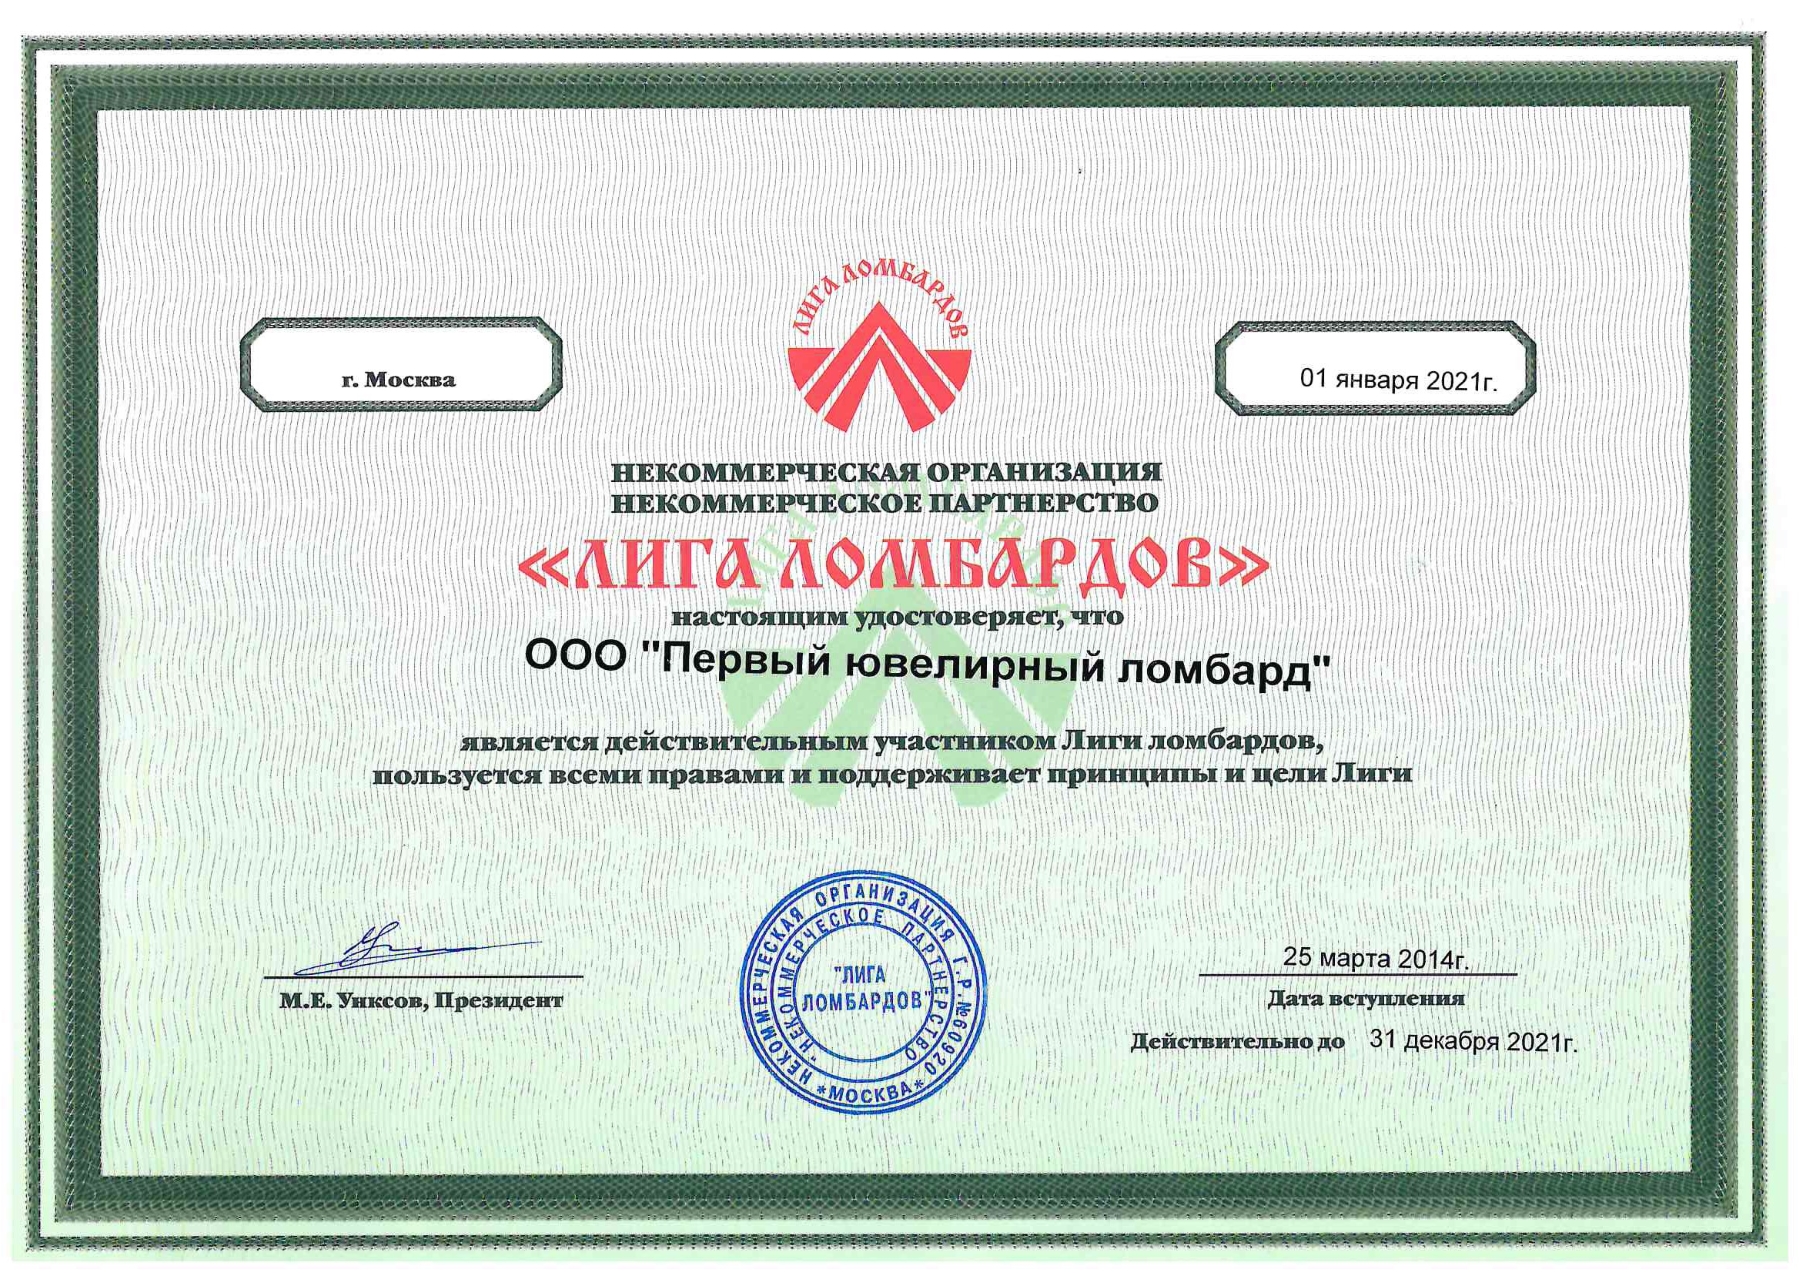 ЛИГА ЛОМБАРДОВ
г. Москва
01 января 2021г.
НЕКОММЕРЧЕСКАЯ ОРГАНИЗАЦИЯ
НЕКОММЕРЧЕСКОЕ ПАРТНЕРСТВО
«ЛИГА ЛОМБАРДОВ»
настоящим удостоверяет, что
ООО "Первый ювелирный ломбард"
является действительным участником Лиги ломбардов,
пользуется всеми правами и поддерживает принципы и цели Лиги
М.Е. Унксов, Президент
НЕКОММЕРЧЕСКАЯ ОРГАНИЗАЦИЯ Г.Р.№60920
*МОСКВА*
"НЕКОММЕРЧЕСКОЕ ПАРТНЕРСТВО
"ЛИГА
ЛОМБАРДОВ"
25 марта 2014г.
Дата вступления
Действительно до 31 декабря 2021г.